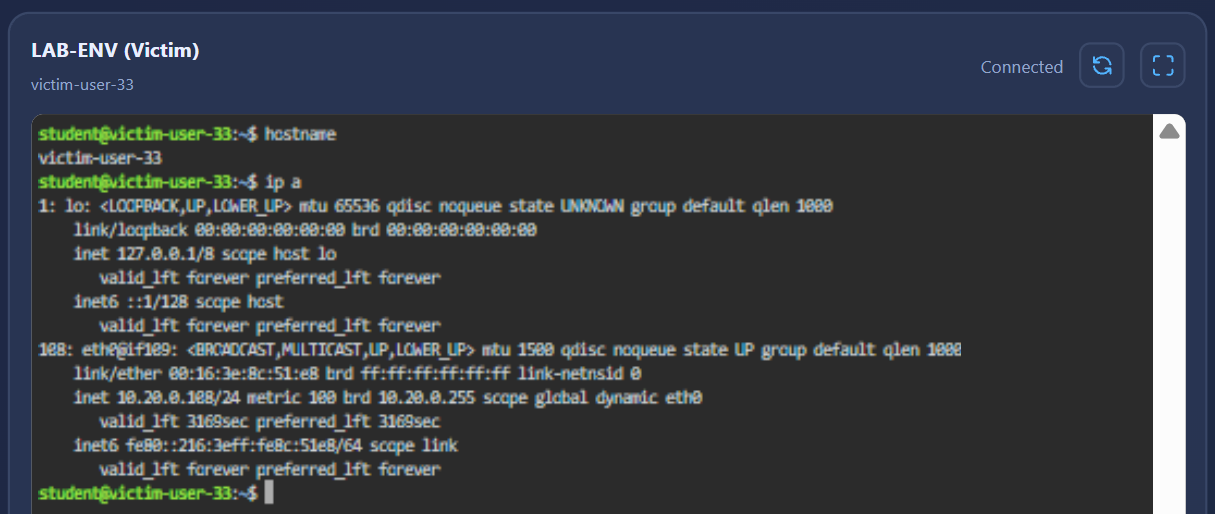 LAB-ENV (Victim)
victim-user-33
Connected
student@victim-user-33:~$ hostname
victim-user-33
student@victim-user-33:~$ ip a
1: lo: <LOOPBACK,UP,LOWER_UP> mtu 65536 qdisc noqueue state UNKNOWN group default qlen 1000
link/loopback 00:00:00:00:00:00 brd 00:00:00:00:00:00
inet 127.0.0.1/8 scope host lo
valid_lft forever preferred_lft forever
inet6 ::1/128 scope host
valid_lft forever preferred_lft forever
108: eth0@if109: <BROADCAST,MULTICAST,UP,LOWER_UP> mtu 1500 qdisc noqueue state UP group default qlen 1000
link/ether 00:16:3e:8c:51:e8 brd ff:ff:ff:ff:ff:ff link-netnsid 0
inet 10.20.0.108/24 metric 100 brd 10.20.0.255 scope global dynamic eth0
valid_lft 3169sec preferred_lft 3169sec
inet6 fe80::216:3eff:fe8c:51e8/64 scope link
valid_lft forever preferred_lft forever
student@victim-user-33:~$